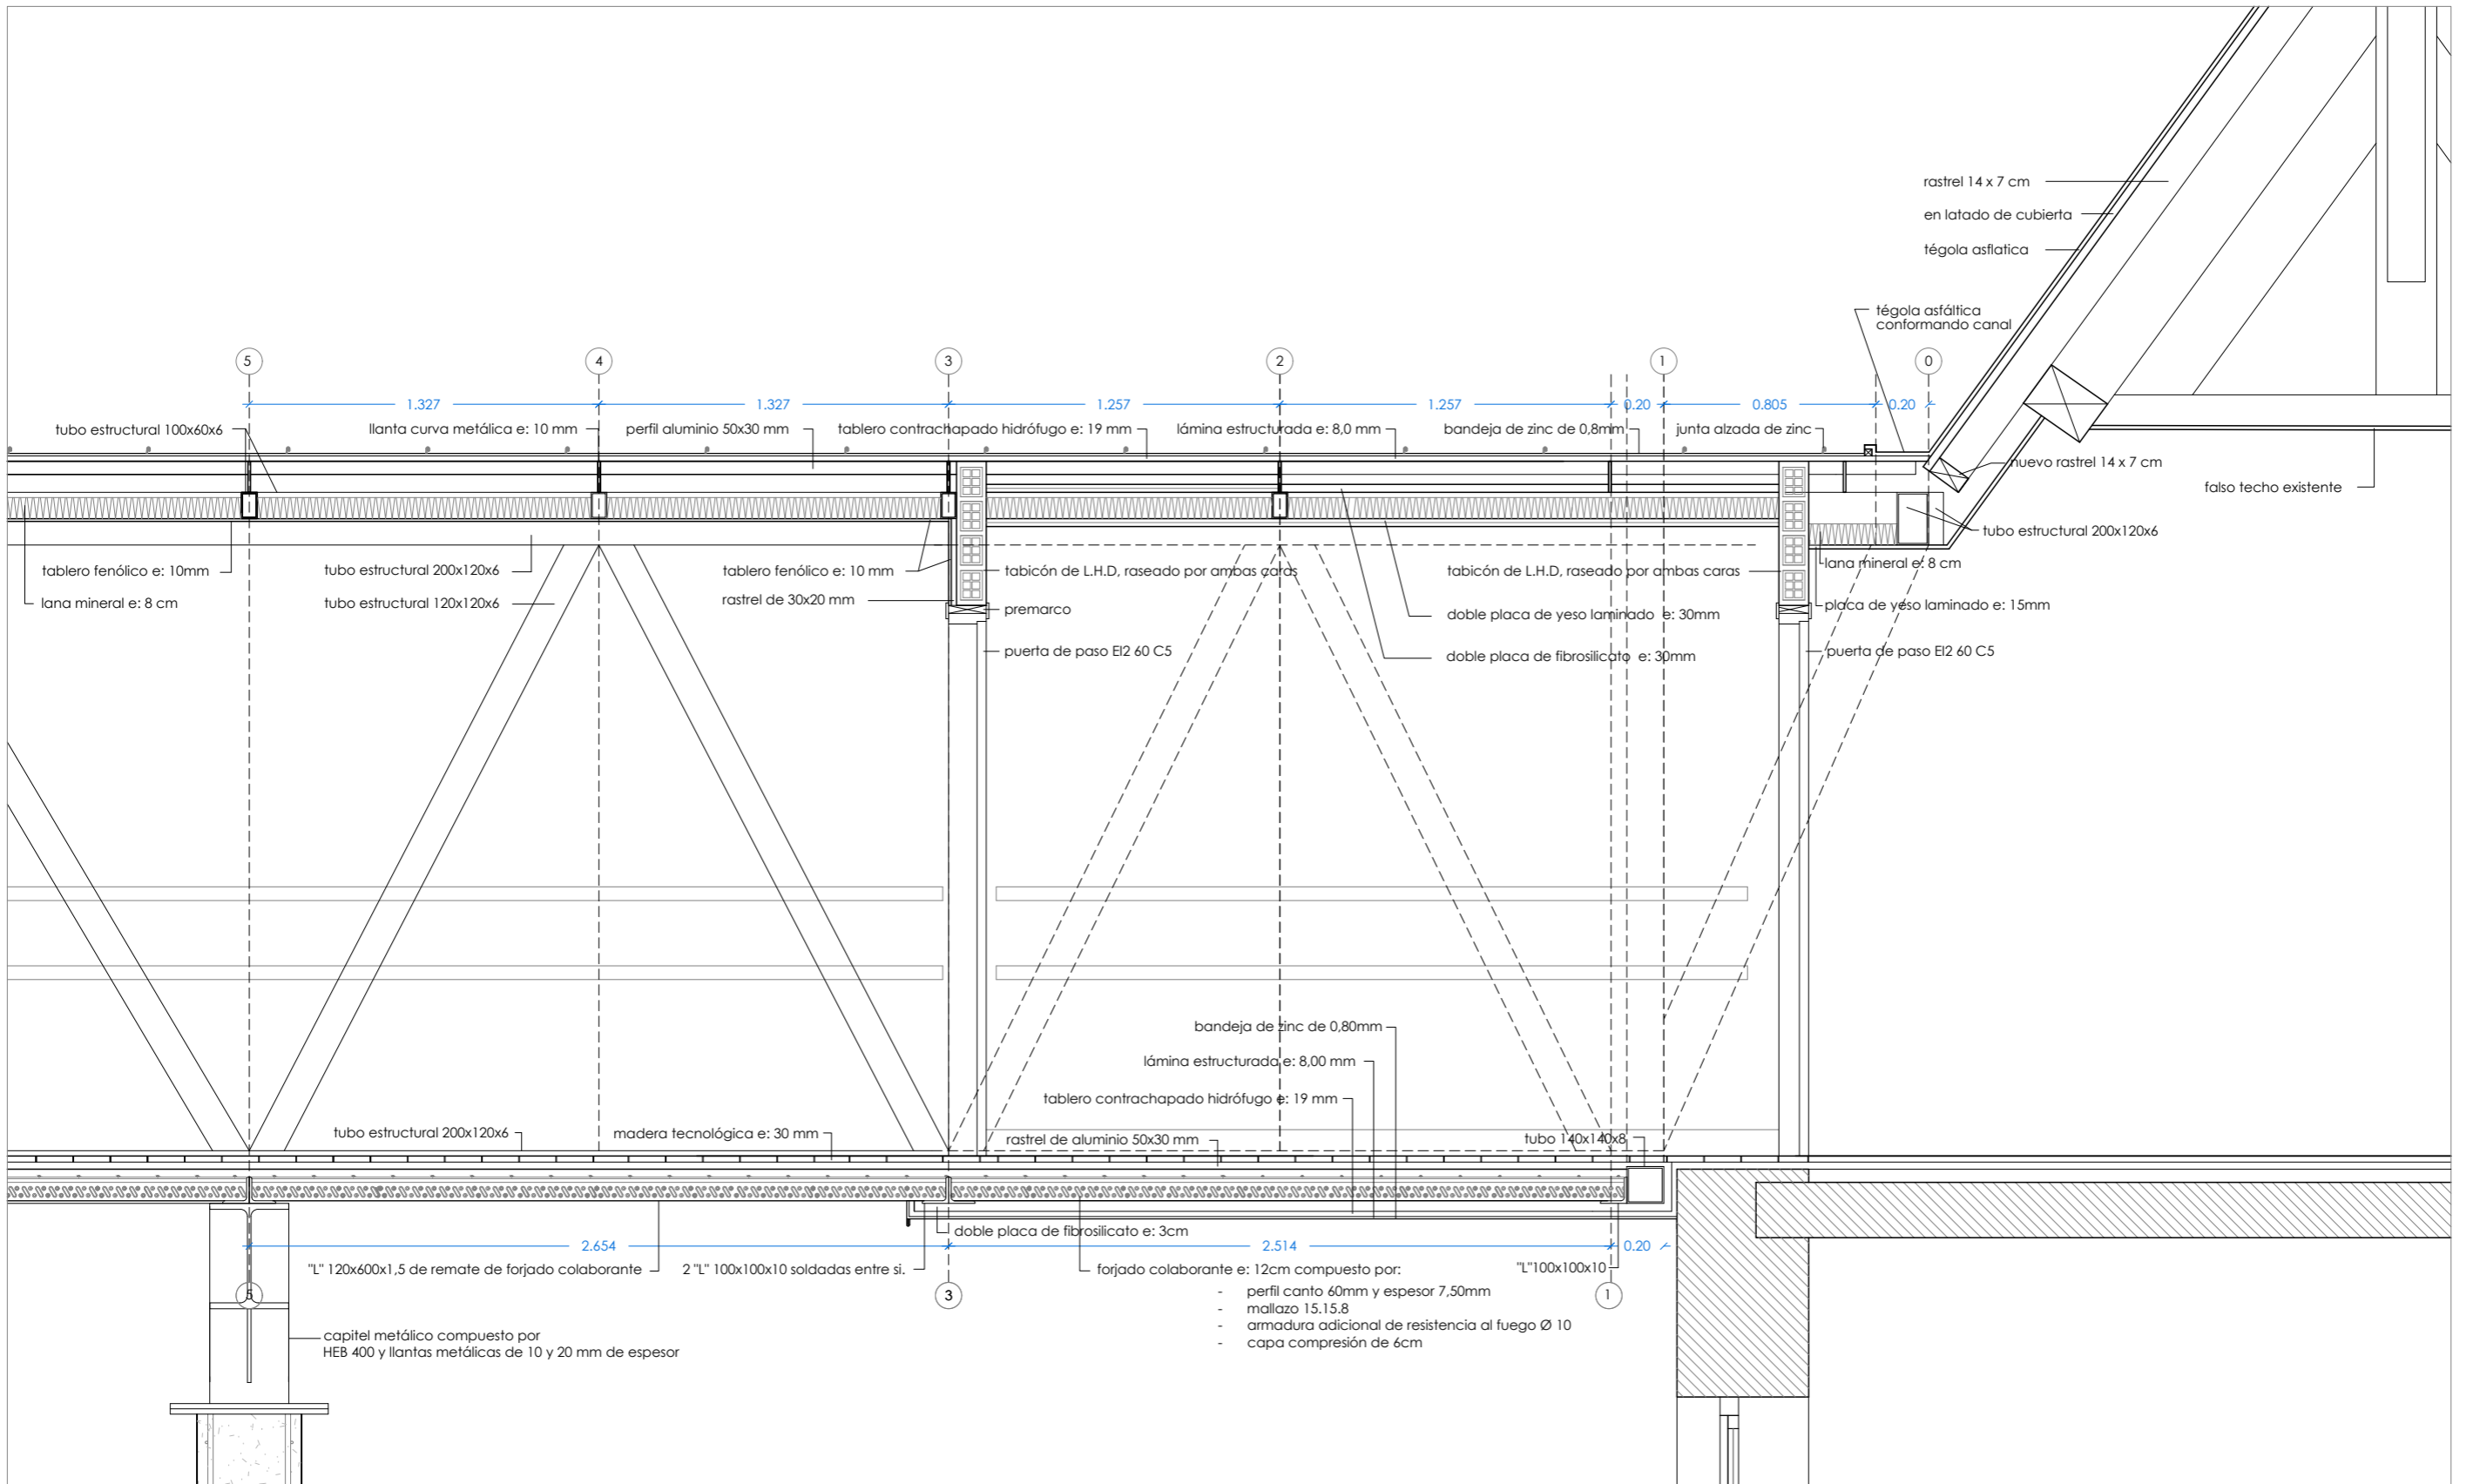 rastrel 14 x 7 cm
en latado de cubierta
tégola asflatica
tégola asfáltica
conformando canal
5
4
3
2
1
0
1.327
1.327
1.257
1.257
0.20
0.805
0.20
tubo estructural 100x60x6
llanta curva metálica e: 10 mm
perfil aluminio 50x30 mm
tablero contrachapado hidrófugo e: 19 mm
lámina estructurada e: 8,0 mm
bandeja de zinc de 0,8mm
junta alzada de zinc
nuevo rastrel 14 x 7 cm
falso techo existente
tubo estructural 200x120x6
tablero fenólico e: 10mm
tubo estructural 200x120x6
tablero fenólico e: 10 mm
tabicón de L.H.D, raseado por ambas caras
tabicón de L.H.D, raseado por ambas caras
lana mineral e: 8 cm
lana mineral e: 8 cm
tubo estructural 120x120x6
rastrel de 30x20 mm
premarco
doble placa de yeso laminado e: 30mm
placa de yeso laminado e: 15mm
puerta de paso EI2 60 C5
doble placa de fibrosilicato e: 30mm
puerta de paso EI2 60 C5
bandeja de zinc de 0,80mm
lámina estructurada e: 8,00 mm
tablero contrachapado hidrófugo e: 19 mm
tubo estructural 200x120x6
madera tecnológica e: 30 mm
rastrel de aluminio 50x30 mm
tubo 140x140x8
doble placa de fibrosilicato e: 3cm
2.654
2.514
0.20
"L" 120x600x1,5 de remate de forjado colaborante
2 "L" 100x100x10 soldadas entre si.
forjado colaborante e: 12cm compuesto por:
"L"100x100x10
- perfil canto 60mm y espesor 7,50mm
- mallazo 15.15.8
- armadura adicional de resistencia al fuego Ø 10
- capa compresión de 6cm
5
3
1
capitel metálico compuesto por
HEB 400 y llantas metálicas de 10 y 20 mm de espesor